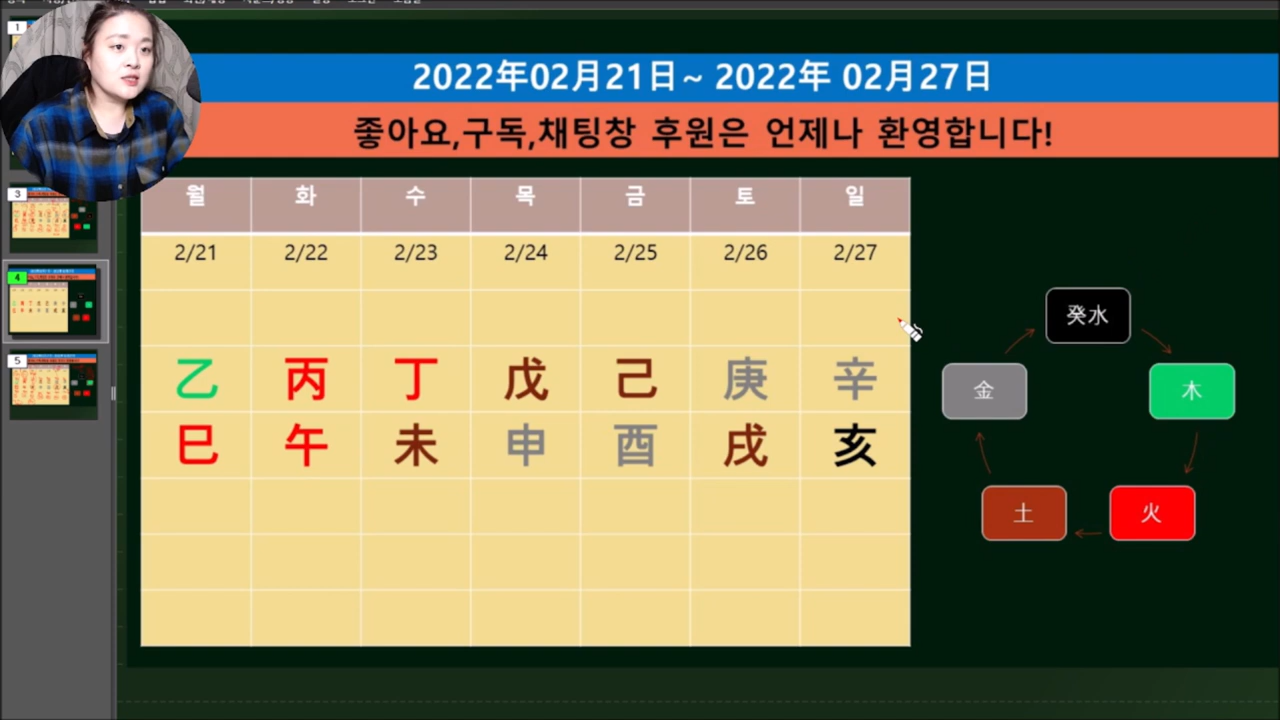 2022年02月21日~ 2022年 02月27日
좋아요,구독,채팅창 후원은 언제나 환영합니다!
월 화 수 목 금 토 일
2/21 2/22 2/23 2/24 2/25 2/26 2/27
乙 丙 丁 戊 己 庚 辛
巳 午 未 申 酉 戌 亥
癸水
金 木
土 火
1
3
4
5